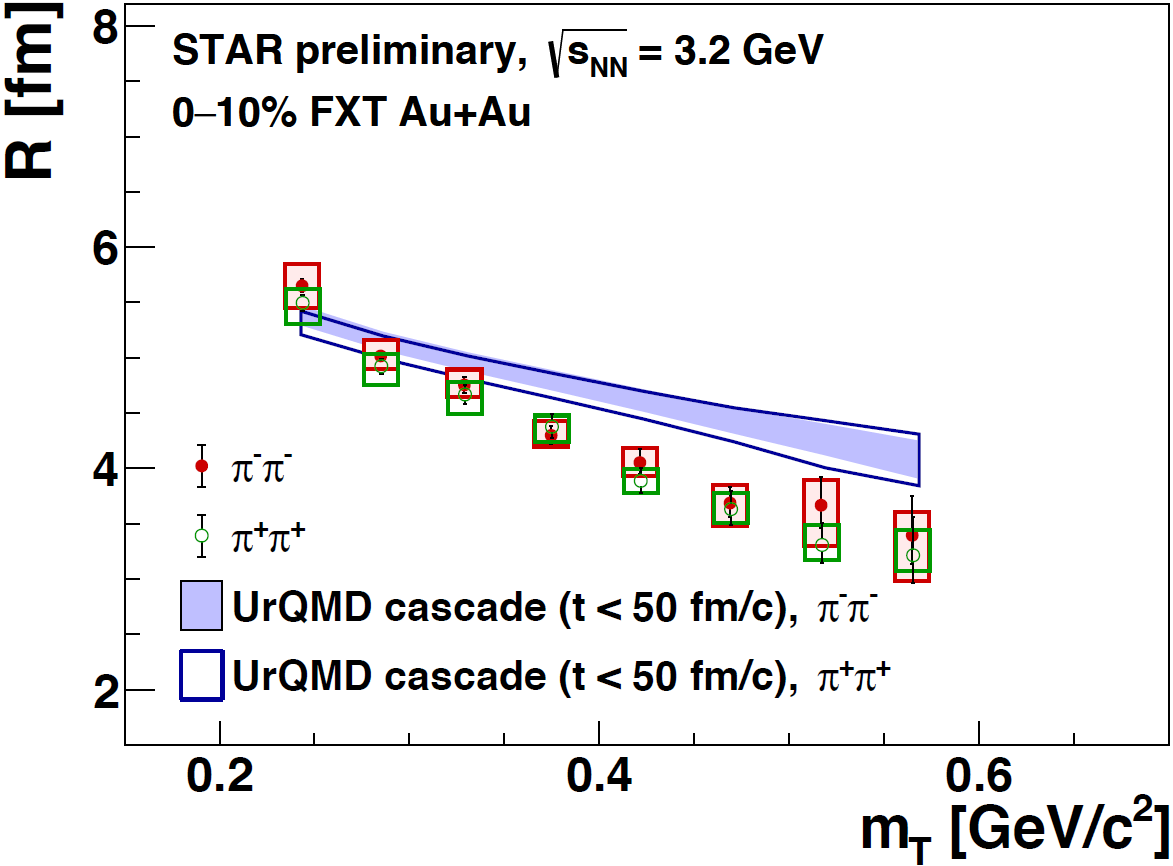 R [fm]
8
6
4
2
STAR preliminary, √sNN = 3.2 GeV
0–10% FXT Au+Au
π-π-
π+π+
UrQMD cascade (t < 50 fm/c), π-π-
UrQMD cascade (t < 50 fm/c), π+π+
0.2 0.4 0.6
mT [GeV/c2]